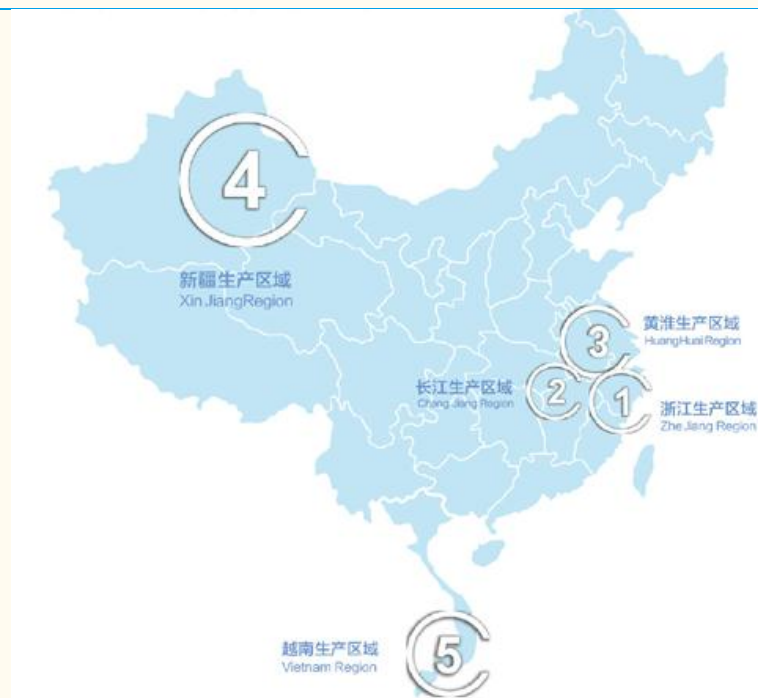 4
新疆生产区域
Xin JiangRegion
3
黄淮生产区域
HuangHuai Region
长江生产区域
Chang Jiang Region
2
1
浙江生产区域
Zhe Jiang Region
越南生产区域
Vietnam Region
5